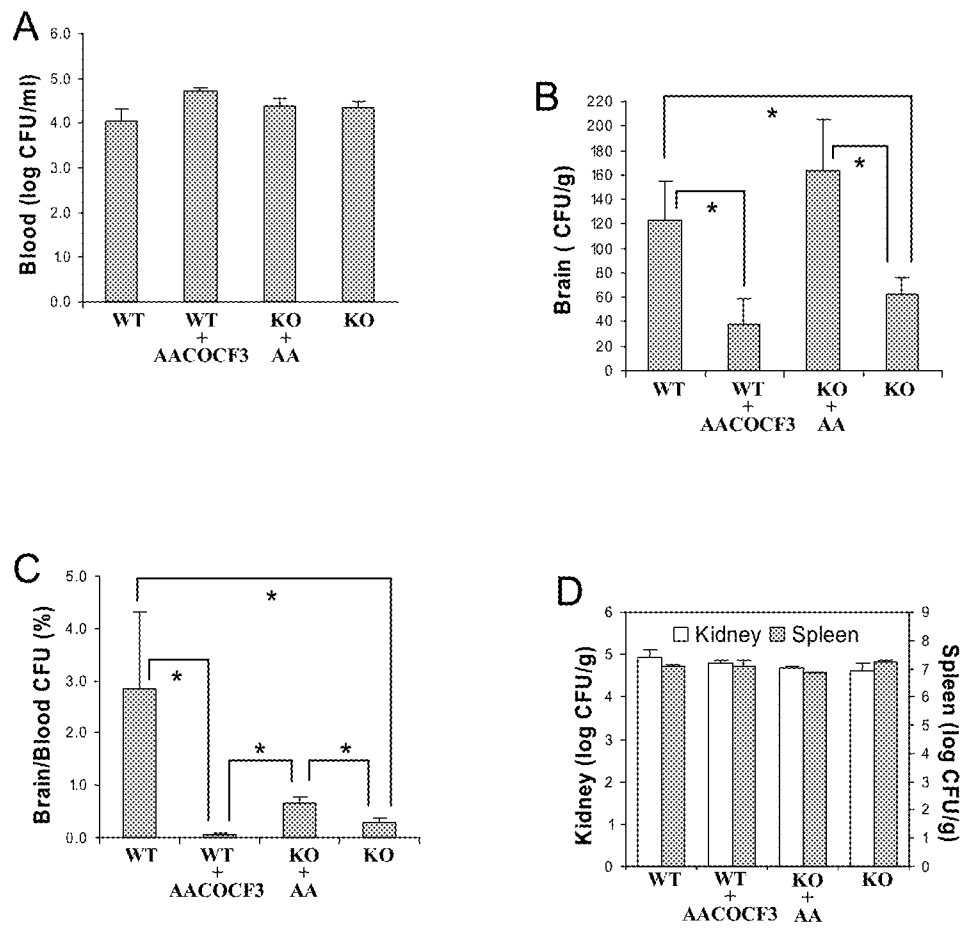 A
Blood (log CFU/ml)
6.0
5.0
4.0
3.0
2.0
1.0
0.0
WT
WT
+
AACOCF3
KO
+
AA
KO
B
Brain ( CFU/g)
220
200
180
160
140
120
100
80
60
40
20
0
*
*
*
WT
WT
+
AACOCF3
KO
+
AA
KO
C
Brain/Blood CFU (%)
5.0
4.0
3.0
2.0
1.0
0.0
*
*
*
*
WT
WT
+
AACOCF3
KO
+
AA
KO
D
Kidney (log CFU/g)
6
5
4
3
2
1
0
Kidney Spleen
9
8
7
6
5
4
3
2
1
0
Spleen (log CFU/g)
WT
WT
+
AACOCF3
KO
+
AA
KO